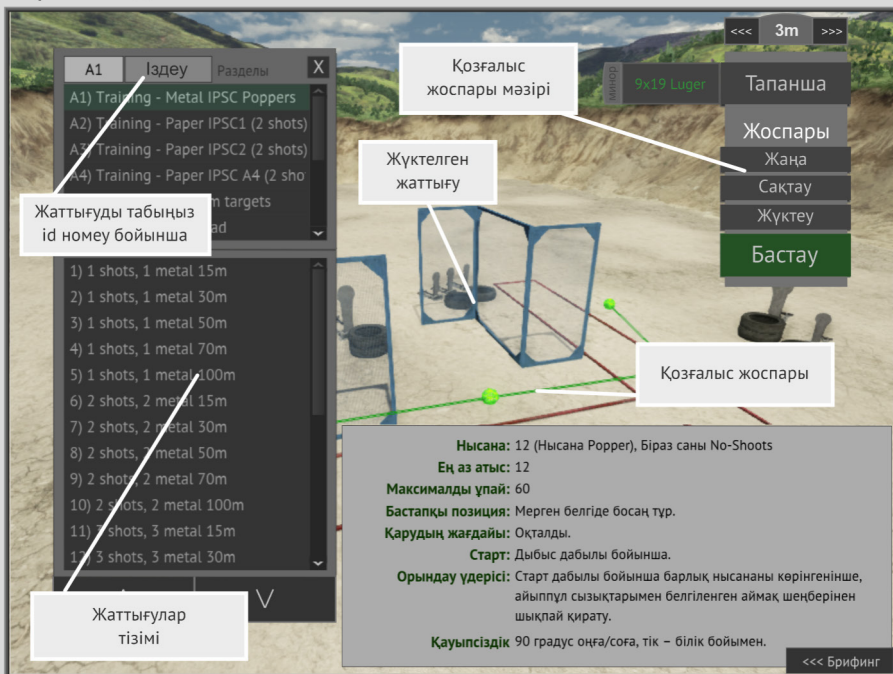 <<< 3m >>>
A1 Іздеу Разделы X
A1) Training - Metal IPSC Poppers
A2) Training - Paper IPSC1 (2 shots)
A3) Training - Paper IPSC2 (2 shots)
A4) Training - Paper IPSC A4 (2 sho
m targets
ad
Жаттығуды табыңыз
id номеу бойынша
1) 1 shots, 1 metal 15m
2) 1 shots, 1 metal 30m
3) 1 shots, 1 metal 50m
4) 1 shots, 1 metal 70m
5) 1 shots, 1 metal 100m
6) 2 shots, 2 metal 15m
7) 2 shots, 2 metal 30m
8) 2 shots, 2 metal 50m
9) 2 shots, 2 metal 70m
10) 2 shots, 2 metal 100m
11) 3 shots, 3 metal 15m
12) 3 shots, 3 metal 30m
V
Жаттығулар
тізімі
Қозғалыс
жоспары мәзірі
Жүктелген
жаттығу
минор 9x19 Luger Тапанша
Жоспары
Жаңа
Сақтау
Жүктеу
Бастау
Қозғалыс жоспары
Нысана: 12 (Нысана Popper), Біраз саны No-Shoots
Ең аз атыс: 12
Максималды ұпай: 60
Бастапқы позиция: Мерген белгіде босаң тұр.
Қарудың жағдайы: Оқталды.
Старт: Дыбыс дабылы бойынша.
Орындау үдерісі: Старт дабылы бойынша барлық нысананы көрінгенінше,
айыппұл сызықтарымен белгіленген аймақ шеңберінен
шықпай қирату.
Қауыпсіздік 90 градус оңға/соға, тік – білік бойымен.
<<< Брифинг